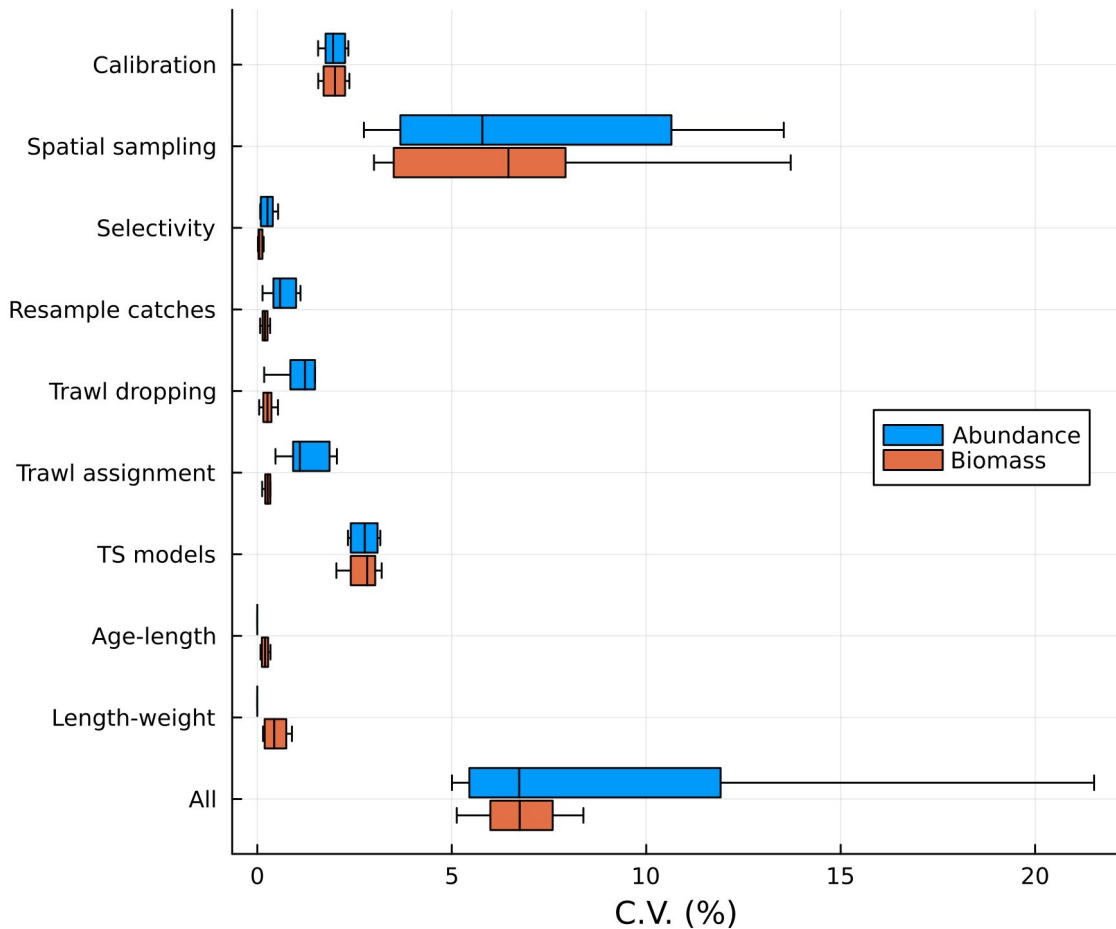 Calibration
Spatial sampling
Selectivity
Resample catches
Trawl dropping
Trawl assignment
TS models
Age-length
Length-weight
All
Abundance
Biomass
0 5 10 15 20
C.V. (%)